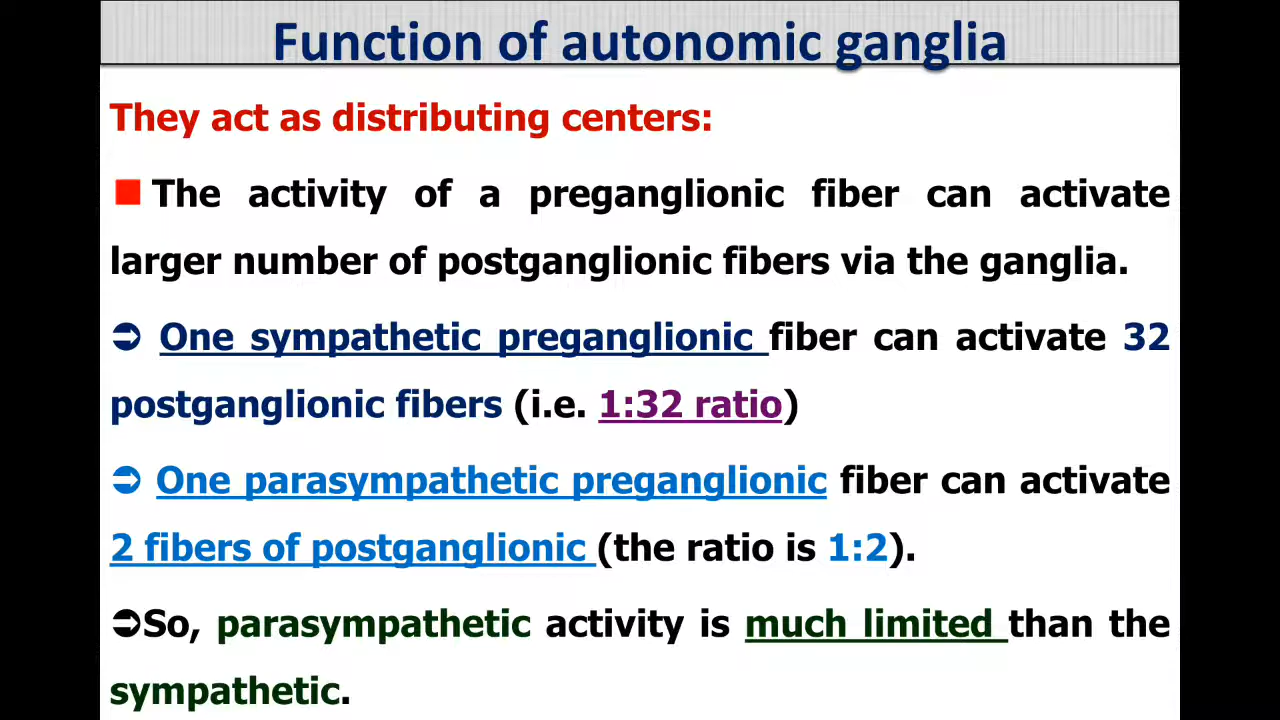 Function of autonomic ganglia
They act as distributing centers:
The activity of a preganglionic fiber can activate
larger number of postganglionic fibers via the ganglia.
One sympathetic preganglionic fiber can activate 32
postganglionic fibers (i.e. 1:32 ratio)
One parasympathetic preganglionic fiber can activate
2 fibers of postganglionic (the ratio is 1:2).
So, parasympathetic activity is much limited than the
sympathetic.